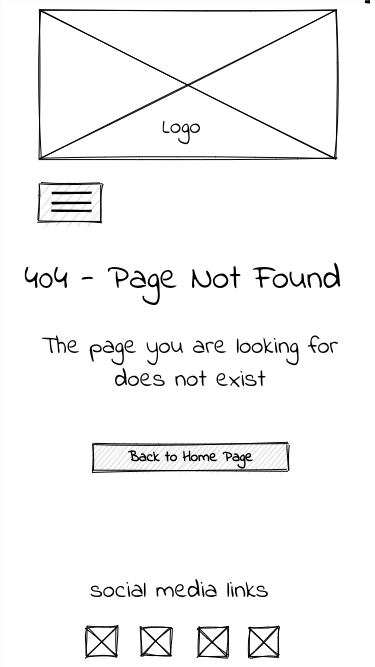 Logo
404 - Page Not Found
The page you are looking for
does not exist
Back to Home Page
social media links